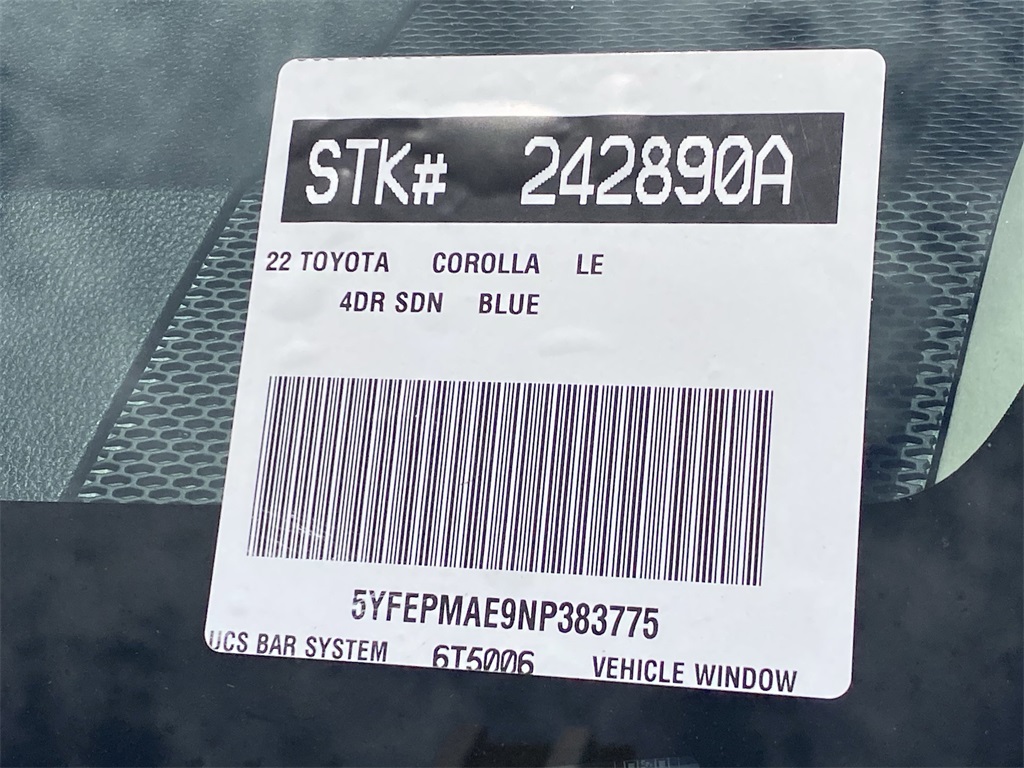 STK# 242890A
22 TOYOTA COROLLA LE
4DR SDN BLUE
5YFEPMAE9NP383775
UCS BAR SYSTEM 6T5006 VEHICLE WINDOW